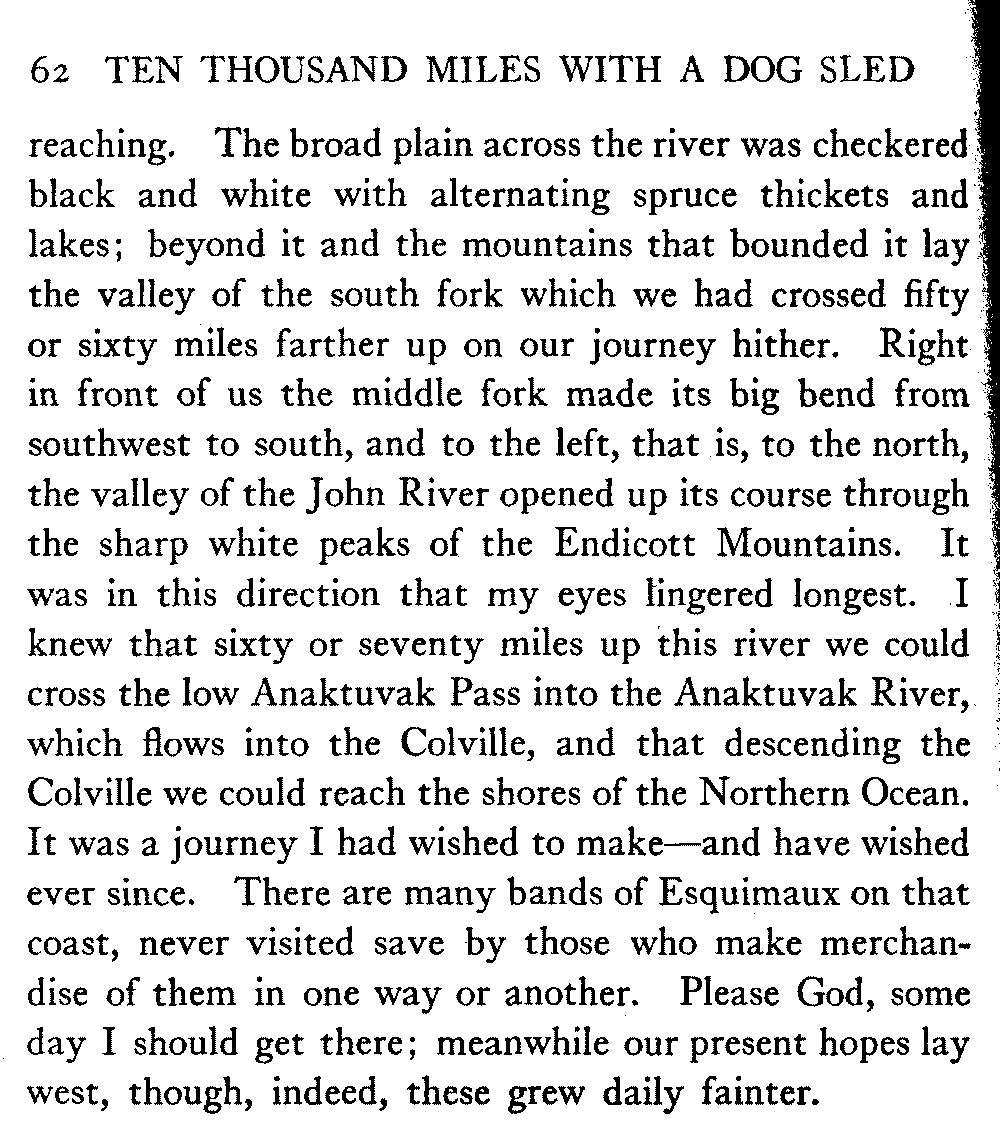 62 TEN THOUSAND MILES WITH A DOG SLED
reaching. The broad plain across the river was checkered
black and white with alternating spruce thickets and
lakes; beyond it and the mountains that bounded it lay
the valley of the south fork which we had crossed fifty
or sixty miles farther up on our journey hither. Right
in front of us the middle fork made its big bend from
southwest to south, and to the left, that is, to the north,
the valley of the John River opened up its course through
the sharp white peaks of the Endicott Mountains. It
was in this direction that my eyes lingered longest. I
knew that sixty or seventy miles up this river we could
cross the low Anaktuvak Pass into the Anaktuvak River,
which flows into the Colville, and that descending the
Colville we could reach the shores of the Northern Ocean.
It was a journey I had wished to make—and have wished
ever since. There are many bands of Esquimaux on that
coast, never visited save by those who make merchan-
dise of them in one way or another. Please God, some
day I should get there; meanwhile our present hopes lay
west, though, indeed, these grew daily fainter.